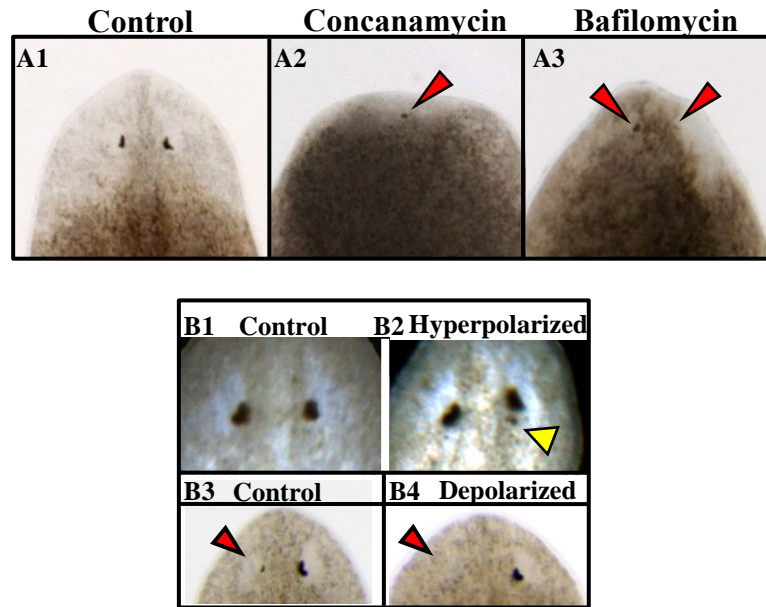 Control Concanamycin Bafilomycin
A1 A2 A3
B1 Control B2 Hyperpolarized
B3 Control B4 Depolarized